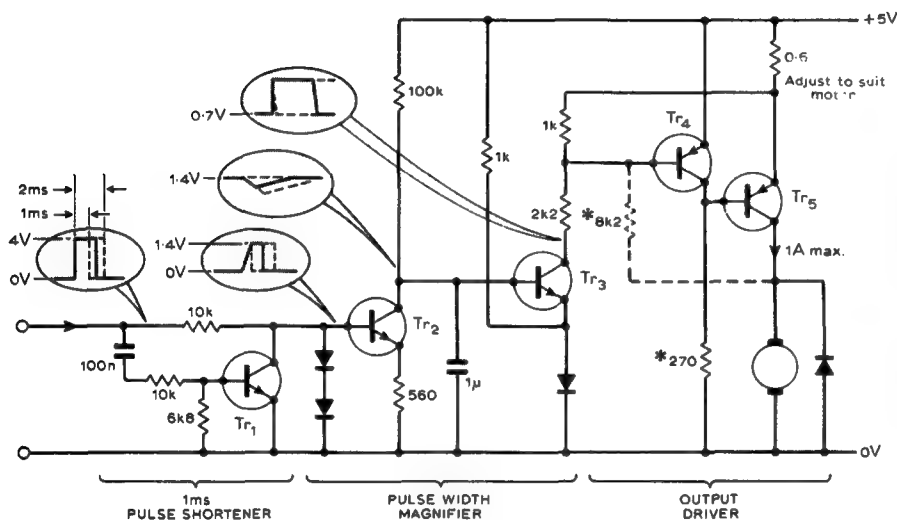 +5V
0·6
Adjust to suit
100k
0·7V
1k
1k
Tr4
2ms
1·4V
1ms
2k2
*8k2
Tr5
4V
1·4V
1A max.
0V
0V
Tr3
10k
Tr2
100n
10k
1μ
*270
560
6k8
Tr1
0V
1ms
PULSE SHORTENER
PULSE WIDTH
MAGNIFIER
OUTPUT
DRIVER